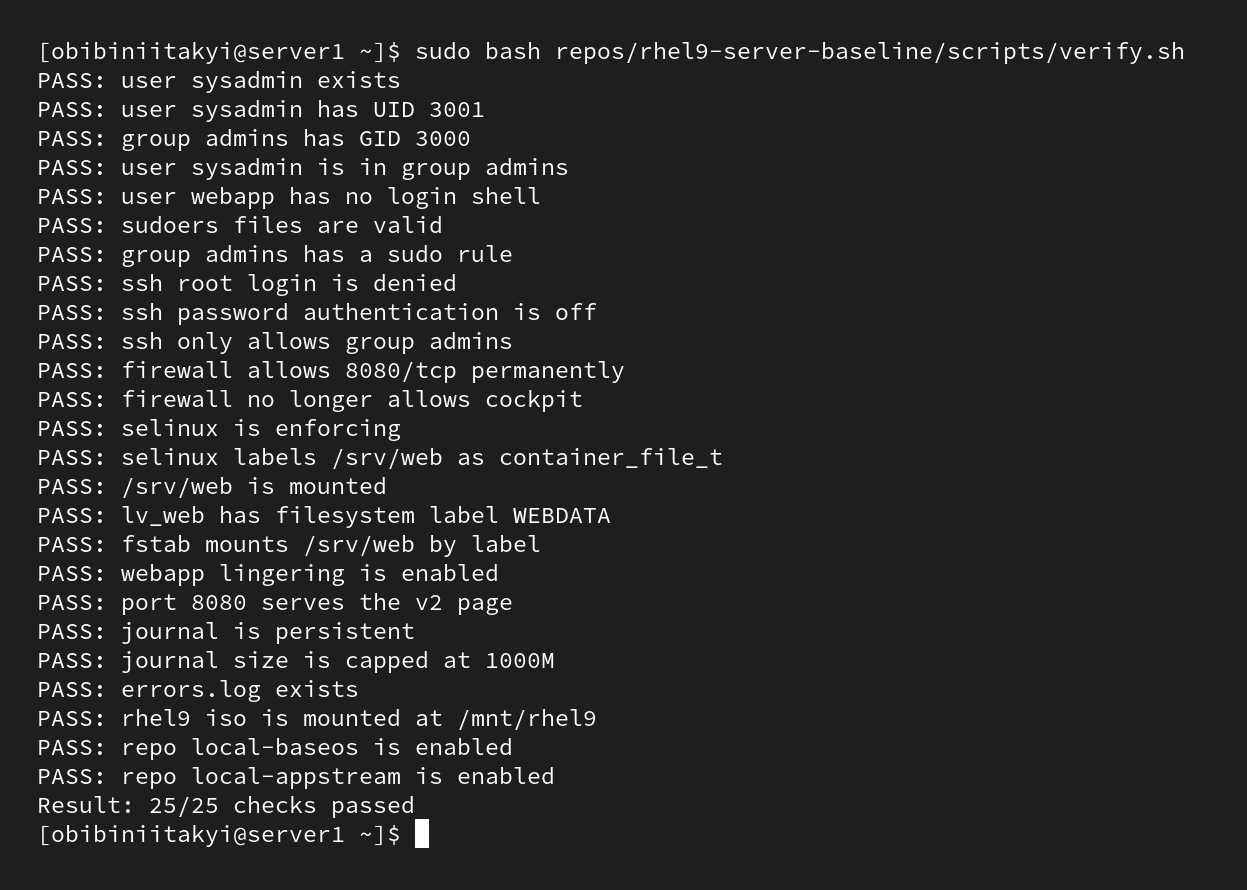 [obibiniitakyi@server1 ~]$ sudo bash repos/rhel9-server-baseline/scripts/verify.sh
PASS: user sysadmin exists
PASS: user sysadmin has UID 3001
PASS: group admins has GID 3000
PASS: user sysadmin is in group admins
PASS: user webapp has no login shell
PASS: sudoers files are valid
PASS: group admins has a sudo rule
PASS: ssh root login is denied
PASS: ssh password authentication is off
PASS: ssh only allows group admins
PASS: firewall allows 8080/tcp permanently
PASS: firewall no longer allows cockpit
PASS: selinux is enforcing
PASS: selinux labels /srv/web as container_file_t
PASS: /srv/web is mounted
PASS: lv_web has filesystem label WEBDATA
PASS: fstab mounts /srv/web by label
PASS: webapp lingering is enabled
PASS: port 8080 serves the v2 page
PASS: journal is persistent
PASS: journal size is capped at 1000M
PASS: errors.log exists
PASS: rhel9 iso is mounted at /mnt/rhel9
PASS: repo local-baseos is enabled
PASS: repo local-appstream is enabled
Result: 25/25 checks passed
[obibiniitakyi@server1 ~]$